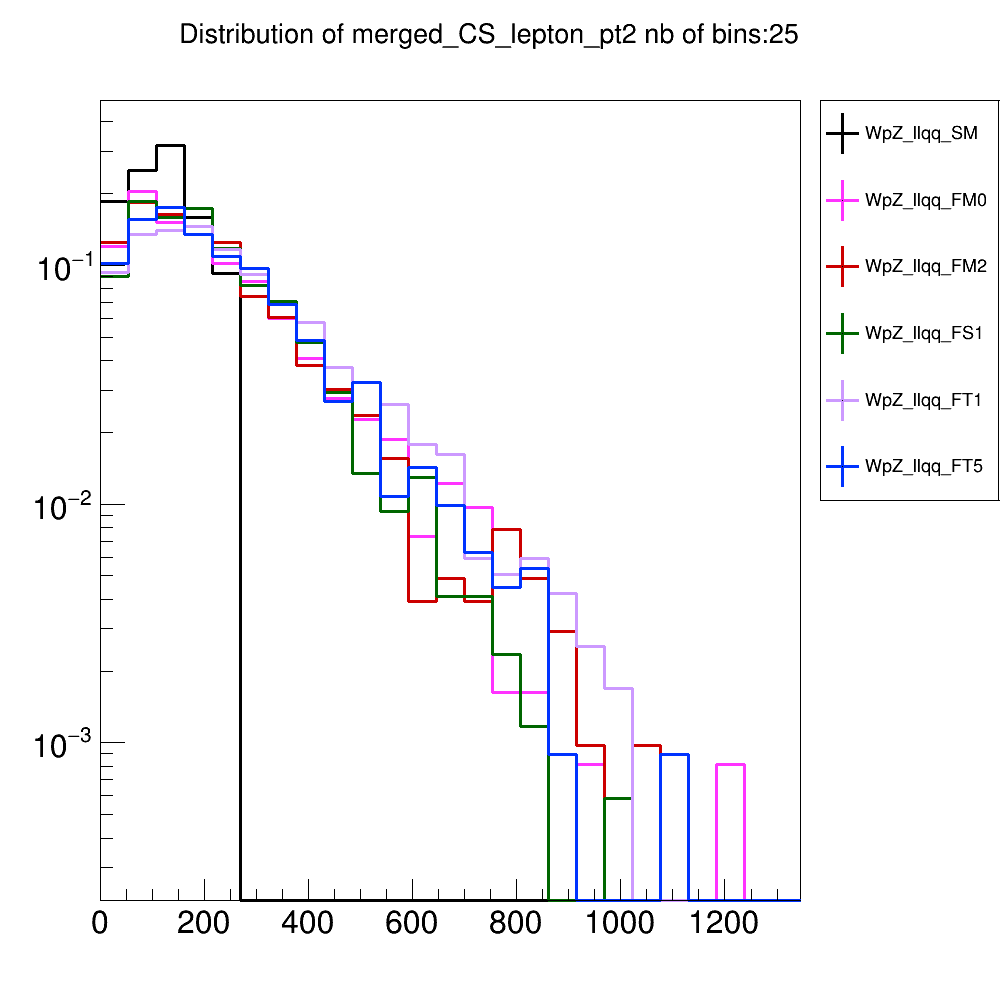 Distribution of merged_CS_lepton_pt2 nb of bins:25
WpZ_llqq_SM
WpZ_llqq_FM0
WpZ_llqq_FM2
WpZ_llqq_FS1
WpZ_llqq_FT1
WpZ_llqq_FT5
10⁻¹
10⁻²
10⁻³
0 200 400 600 800 1000 1200